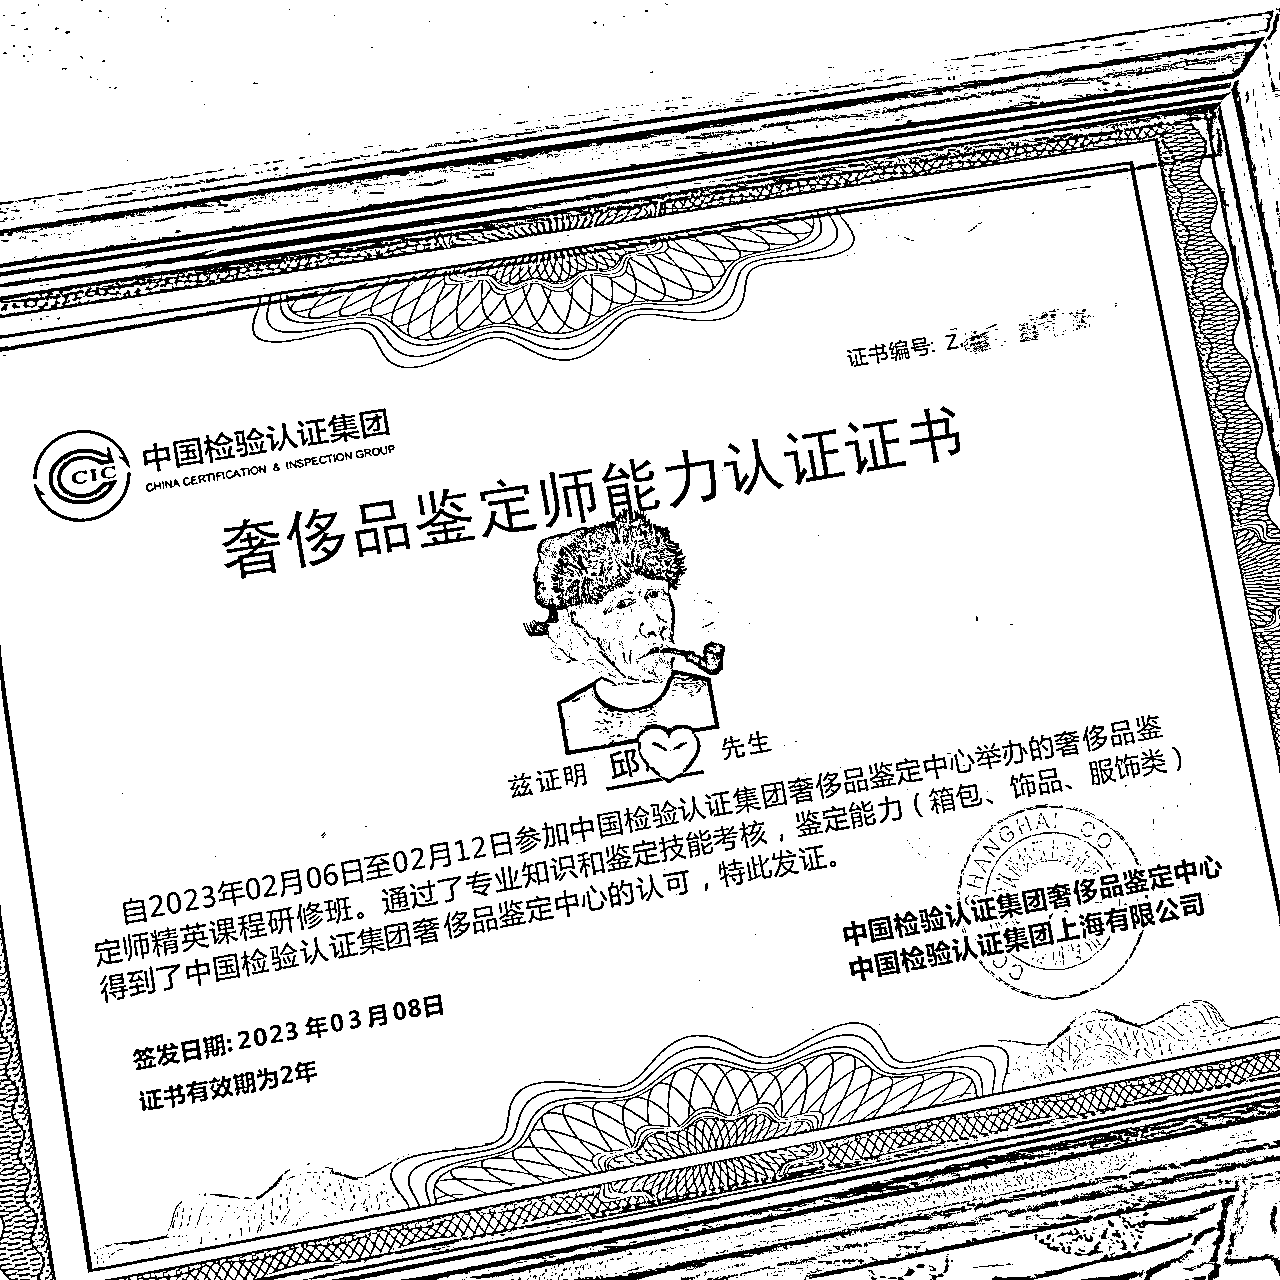 证书编号: Z
中国检验认证集团
CHINA CERTIFICATION & INSPECTION GROUP
CIC
奢侈品鉴定师能力认证证书
兹证明 邱 先生
自2023年02月06日至02月12日参加中国检验认证集团奢侈品鉴定中心举办的奢侈品鉴
定师精英课程研修班。通过了专业知识和鉴定技能考核，鉴定能力（箱包、饰品、服饰类）
得到了中国检验认证集团奢侈品鉴定中心的认可，特此发证。
SHANGHAI CO
中国检验认证集团奢侈品鉴定中心
中国检验认证集团上海有限公司
签发日期: 2023 年03月08日
证书有效期为2年